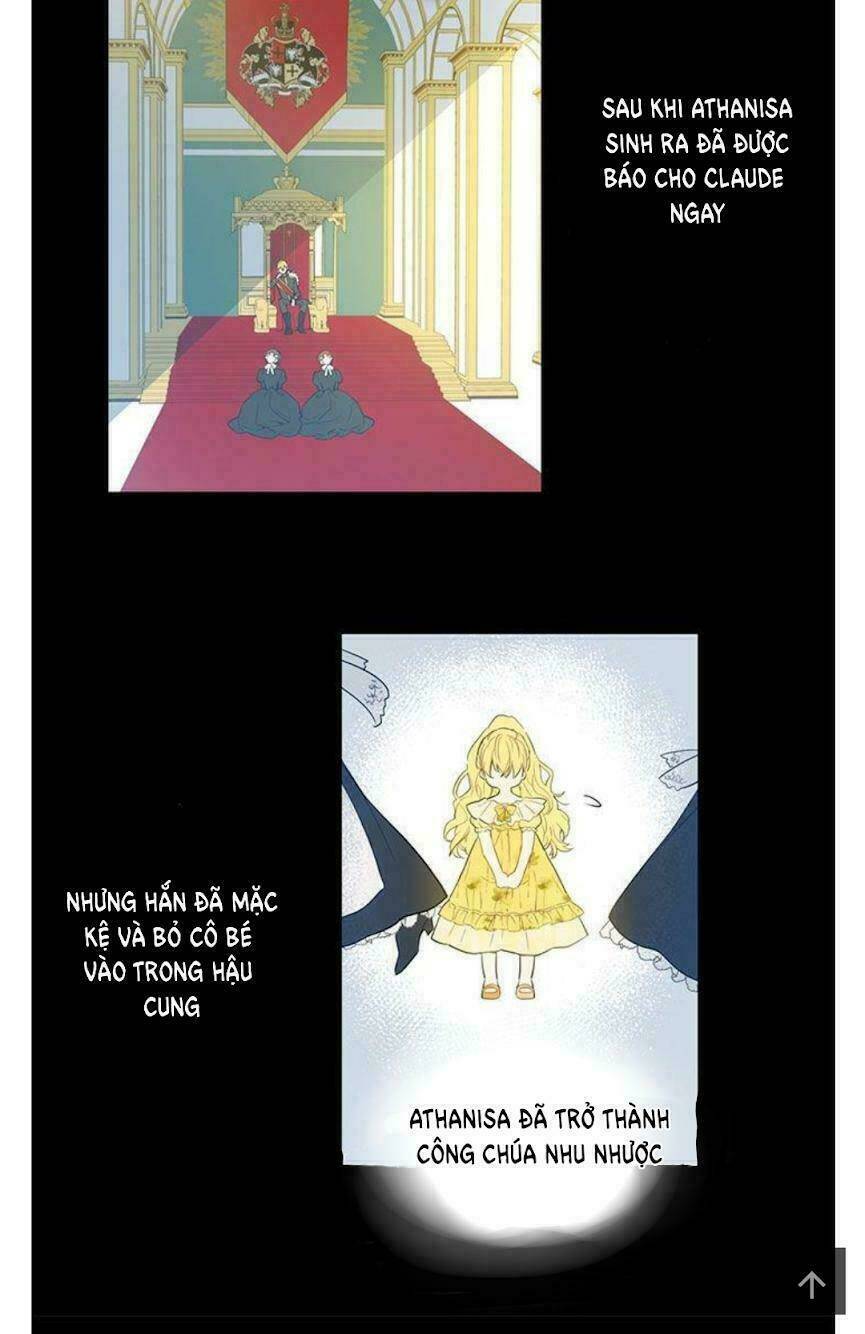 SAU KHI ATHANISA
SINH RA ĐÃ ĐƯỢC
BÁO CHO CLAUDE
NGAY
NHƯNG HẮN ĐÃ MẶC
KỆ VÀ BỎ CÔ BÉ
VÀO TRONG HẬU
CUNG
ATHANISA ĐÃ TRỞ THÀNH
CÔNG CHÚA NHU NHƯỢC